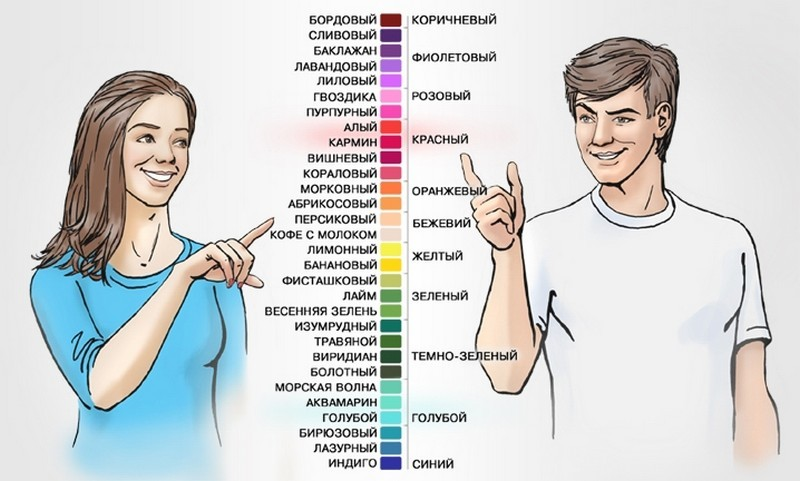 БОРДОВЫЙ
СЛИВОВЫЙ
БАКЛАЖАН
ЛАВАНДОВЫЙ
ЛИЛОВЫЙ
ГВОЗДИКА
ПУРПУРНЫЙ
АЛЫЙ
КАРМИН
ВИШНЕВЫЙ
КОРАЛОВЫЙ
МОРКОВНЫЙ
АБРИКОСОВЫЙ
ПЕРСИКОВЫЙ
КОФЕ С МОЛОКОМ
ЛИМОННЫЙ
БАНАНОВЫЙ
ФИСТАШКОВЫЙ
ЛАЙМ
ВЕСЕННЯЯ ЗЕЛЕНЬ
ИЗУМРУДНЫЙ
ТРАВЯНОЙ
ВИРИДИАН
БОЛОТНЫЙ
МОРСКАЯ ВОЛНА
АКВАМАРИН
ГОЛУБОЙ
БИРЮЗОВЫЙ
ЛАЗУРНЫЙ
ИНДИГО
КОРИЧНЕВЫЙ
ФИОЛЕТОВЫЙ
РОЗОВЫЙ
КРАСНЫЙ
ОРАНЖЕВЫЙ
БЕЖЕВИЙ
ЖЕЛТЫЙ
ЗЕЛЕНЫЙ
ТЕМНО-ЗЕЛЕНЫЙ
ГОЛУБОЙ
СИНИЙ